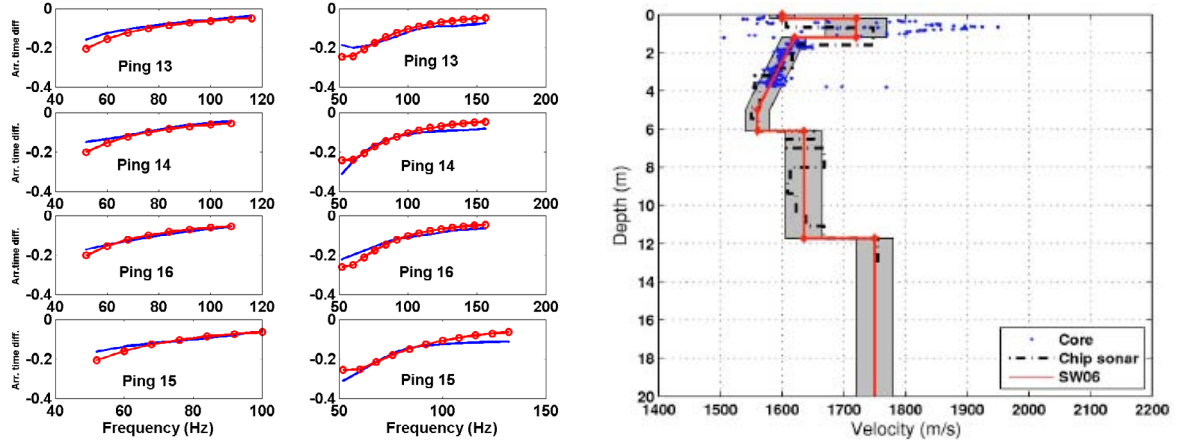 0
-0.2
-0.4
Arr. time diff.
Ping 13
40 60 80 100 120
0
-0.2
-0.4
Ping 13
50 100 150 200
0
-0.2
-0.4
Arr. time diff.
Ping 14
40 60 80 100 120
0
-0.2
-0.4
Ping 14
50 100 150 200
0
-0.2
-0.4
Arr.time diff.
Ping 16
40 60 80 100 120
0
-0.2
-0.4
Ping 16
50 100 150 200
0
-0.2
-0.4
Arr. time diff.
Ping 15
40 60 80 100
Frequency (Hz)
0
-0.2
-0.4
Ping 15
50 100 150
Frequency (Hz)
0
2
4
6
8
10
12
14
16
18
20
Depth (m)
Core
Chip sonar
SW06
1400 1500 1600 1700 1800 1900 2000 2100 2200
Velocity (m/s)